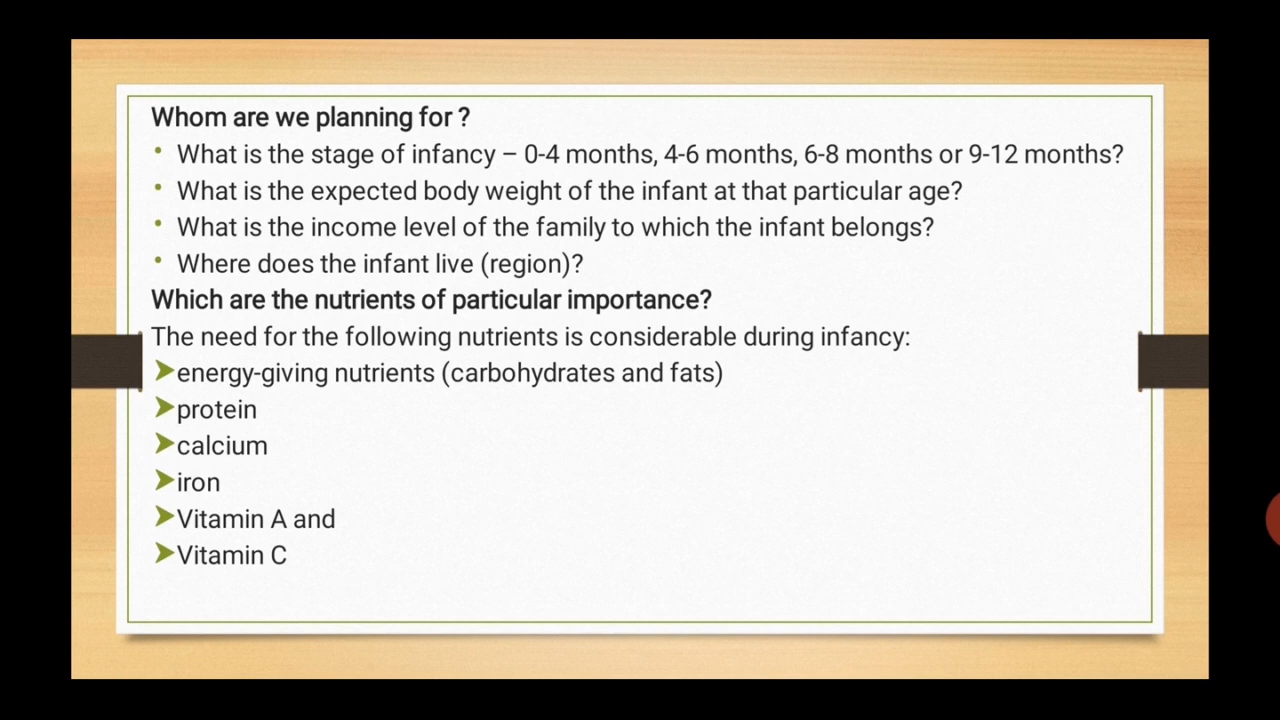 Whom are we planning for ?
• What is the stage of infancy – 0-4 months, 4-6 months, 6-8 months or 9-12 months?
• What is the expected body weight of the infant at that particular age?
• What is the income level of the family to which the infant belongs?
• Where does the infant live (region)?
Which are the nutrients of particular importance?
The need for the following nutrients is considerable during infancy:
➤energy-giving nutrients (carbohydrates and fats)
➤protein
➤calcium
➤iron
➤Vitamin A and
➤Vitamin C